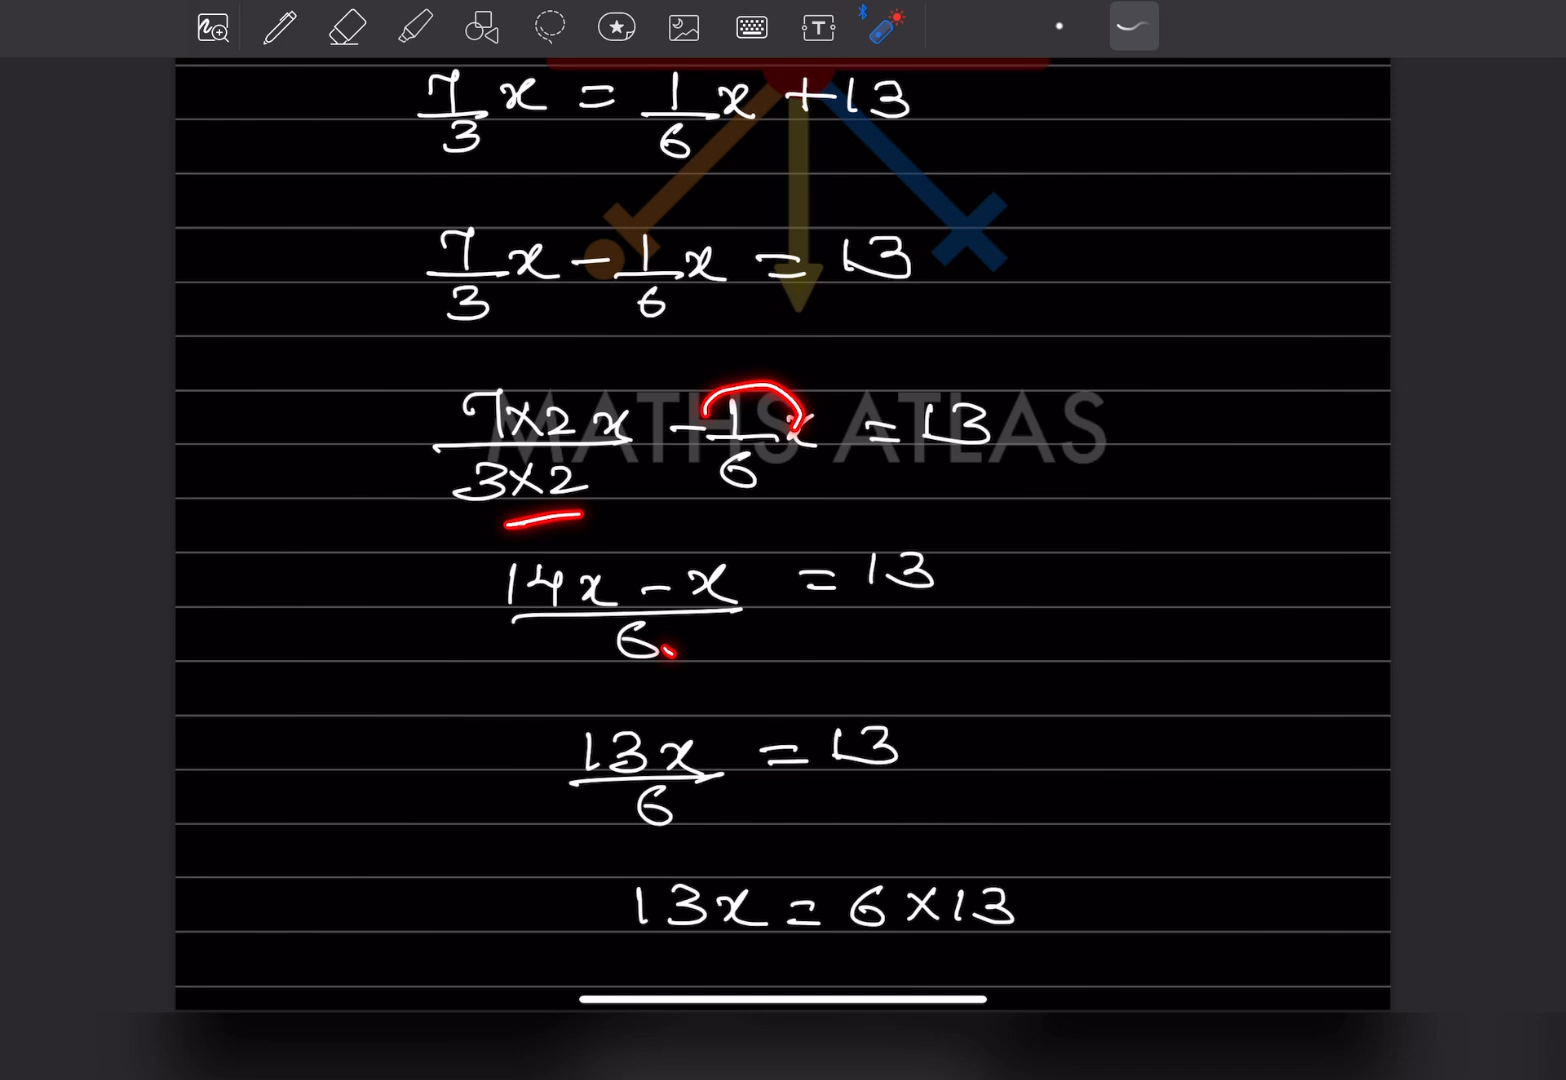 7/3 x = 1/6 x + 13
7/3 x - 1/6 x = 13
7×2x/3×2 - 1/6 x = 13
MATHS ATLAS
14x - x/6 = 13
13x/6 = 13
13x = 6 × 13